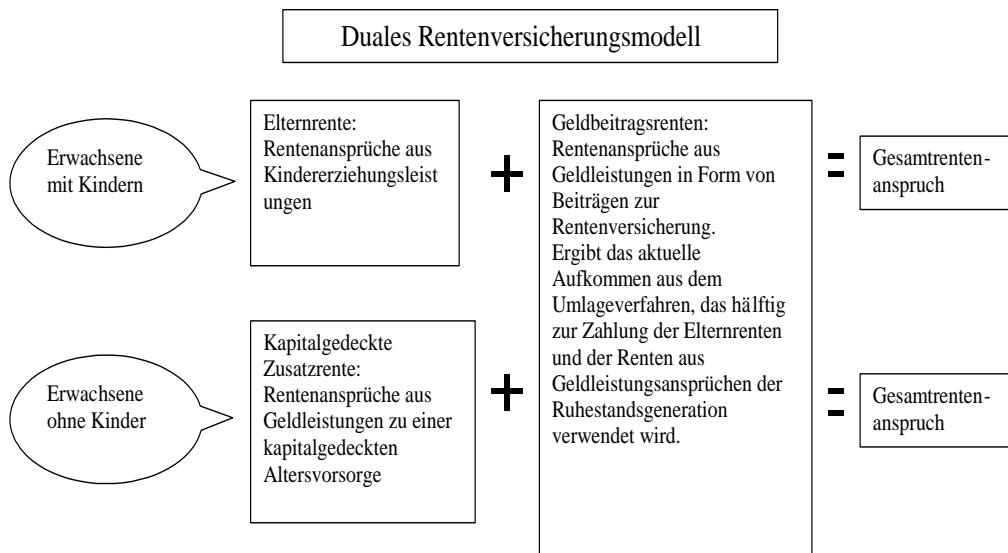 Duales Rentenversicherungsmodell
Erwachsene
mit Kindern
Elternrente:
Rentenansprüche aus
Kindererziehungsleist
ungen
+
Geldbeitragsrenten:
Rentenansprüche aus
Geldleistungen in Form von
Beiträgen zur
Rentenversicherung.
Ergibt das aktuelle
Aufkommen aus dem
Umlageverfahren, das hälftig
zur Zahlung der Elternrenten
und der Renten aus
Geldleistungsansprüchen der
Ruhestandsgeneration
verwendet wird.
=
Gesamtrenten-
anspruch
Erwachsene
ohne Kinder
Kapitalgedeckte
Zusatzrente:
Rentenansprüche aus
Geldleistungen zu einer
kapitalgedeckten
Altersvorsorge
+
=
Gesamtrenten-
anspruch